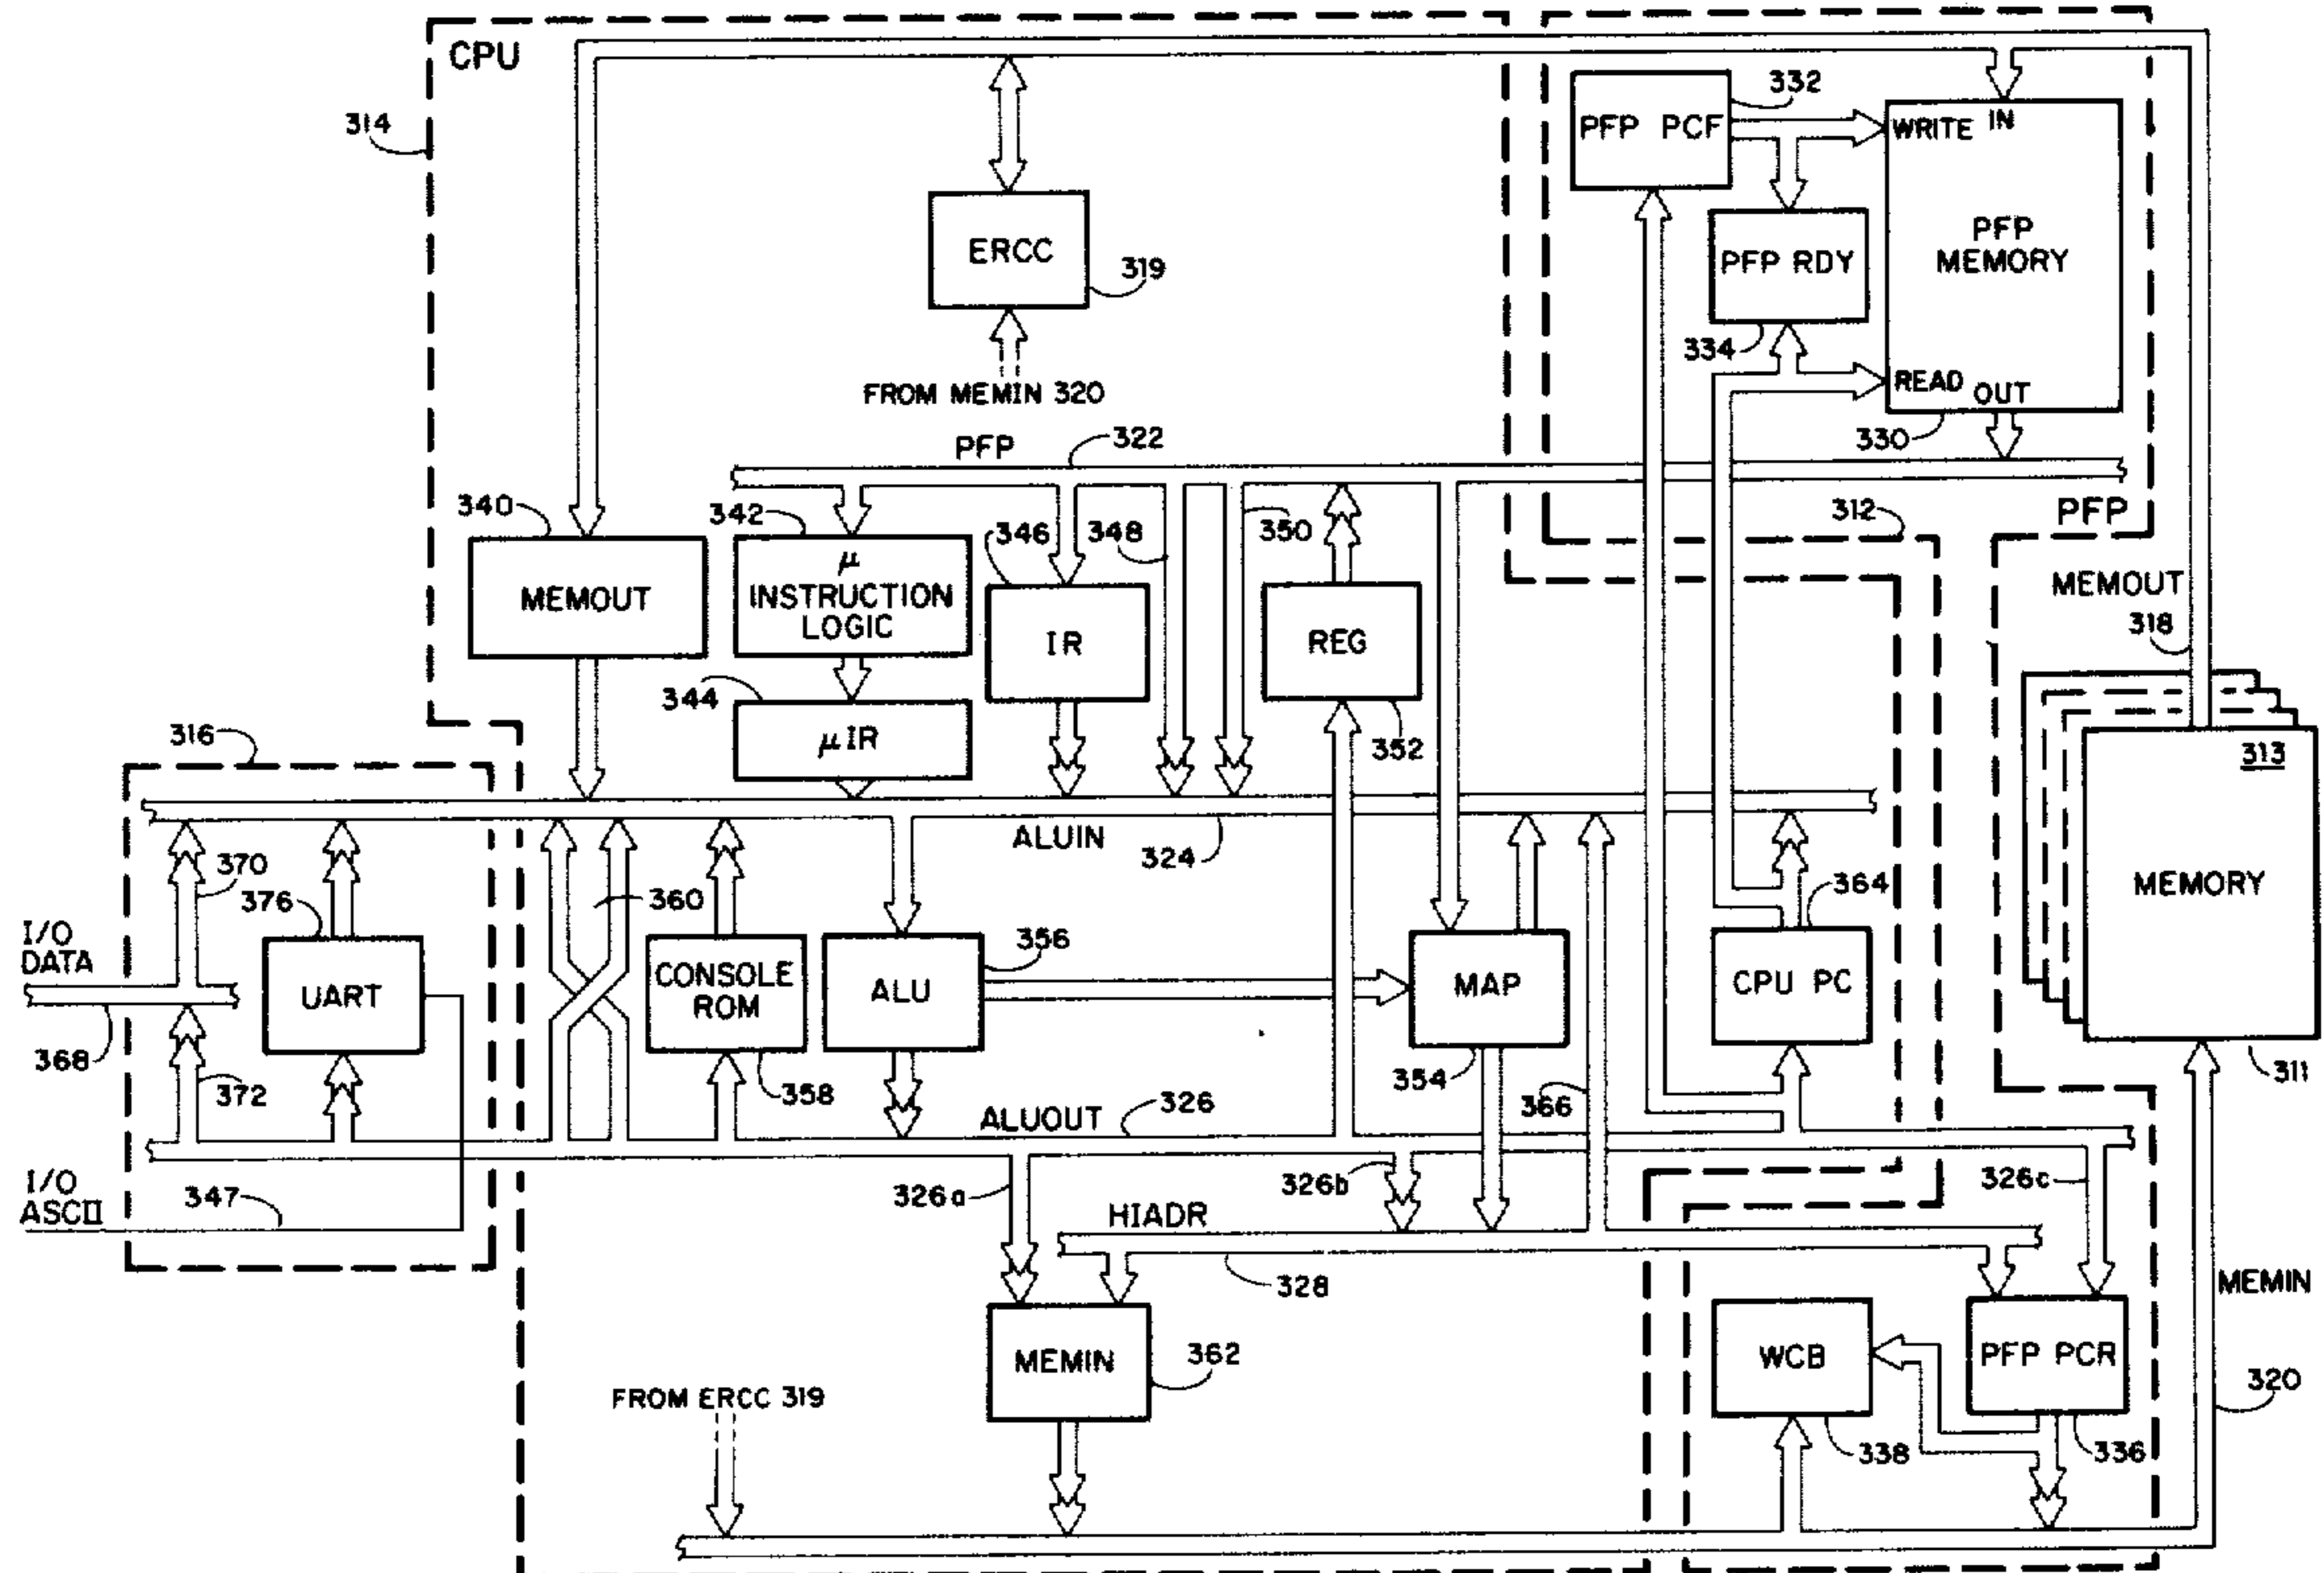 CPU
314
332
PFP PCF
WRITE
IN
PFP
MEMORY
ERCC
319
PFP RDY
334
READ
OUT
FROM MEMIN 320
330
PFP
322
340
342
346
348
350
312
PFP
MEMOUT
μ
INSTRUCTION
LOGIC
IR
REG
MEMOUT
318
344
μIR
352
316
313
ALUIN
324
370
376
360
364
MEMORY
I/O
DATA
UART
CONSOLE
ROM
ALU
356
MAP
CPU PC
368
372
358
354
366
311
ALUOUT
326
I/O
ASCII
347
326a
326b
326c
HIADR
328
MEMIN
MEMIN
362
WCB
PFP PCR
320
FROM ERCC 319
338
336